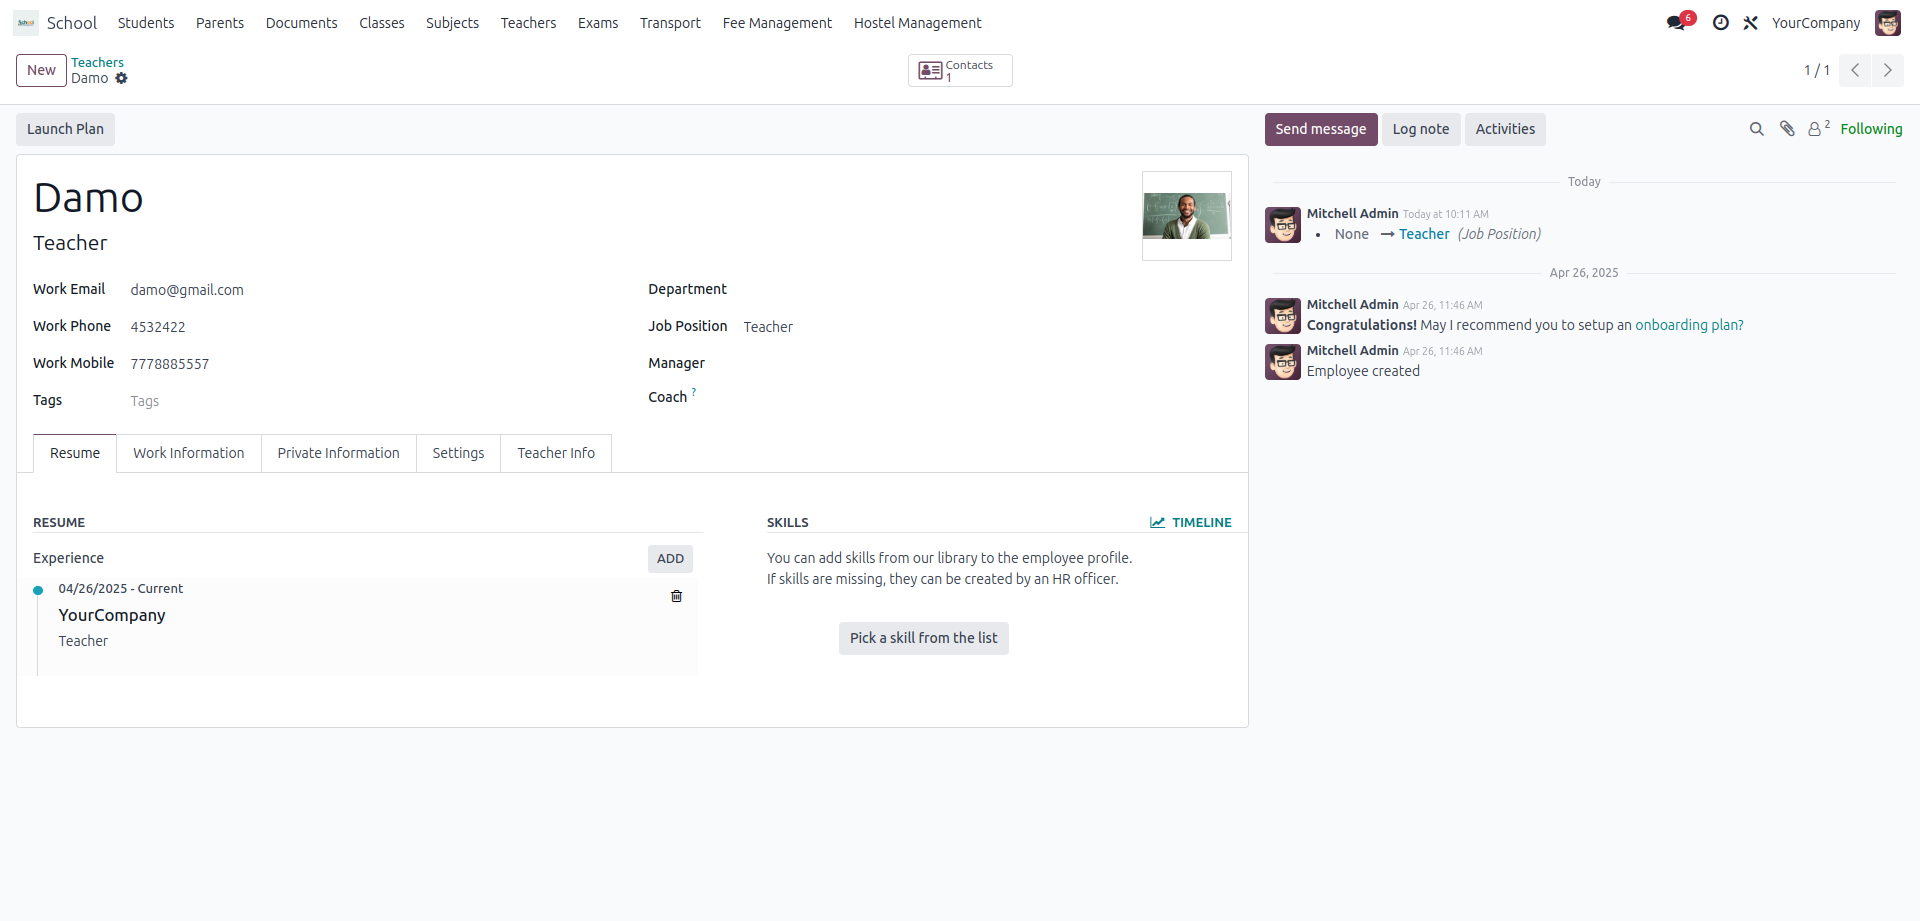 School Students Parents Documents Classes Subjects Teachers Exams Transport Fee Management Hostel Management 6 YourCompany
New Teachers
Damo
Contacts
1
1 / 1
Launch Plan
Send message Log note Activities 2 Following
Damo
Teacher
Work Email damo@gmail.com
Work Phone 4532422
Work Mobile 7778885557
Tags Tags
Department
Job Position Teacher
Manager
Coach ?
Resume Work Information Private Information Settings Teacher Info
RESUME
Experience ADD
04/26/2025 - Current
YourCompany
Teacher
SKILLS TIMELINE
You can add skills from our library to the employee profile.
If skills are missing, they can be created by an HR officer.
Pick a skill from the list
Today
Mitchell Admin Today at 10:11 AM
• None → Teacher (Job Position)
Apr 26, 2025
Mitchell Admin Apr 26, 11:46 AM
Congratulations! May I recommend you to setup an onboarding plan?
Mitchell Admin Apr 26, 11:46 AM
Employee created